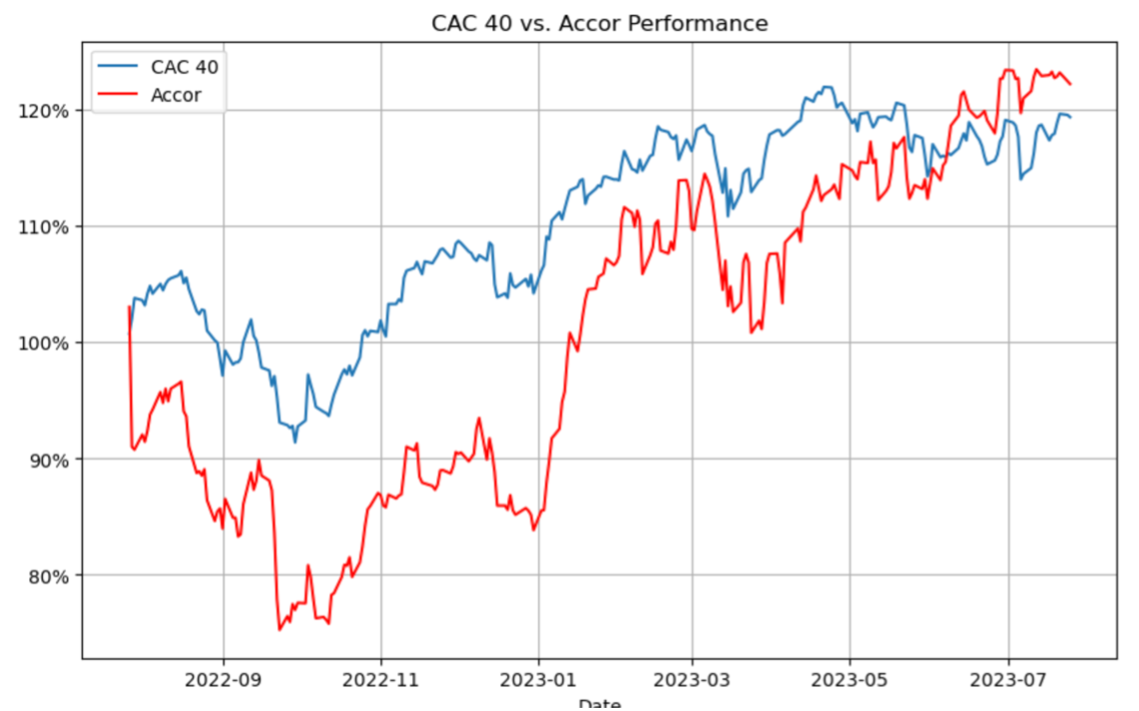 CAC 40 vs. Accor Performance
CAC 40
Accor
120%
110%
100%
90%
80%
2022-09
2022-11
2023-01
2023-03
2023-05
2023-07
Date